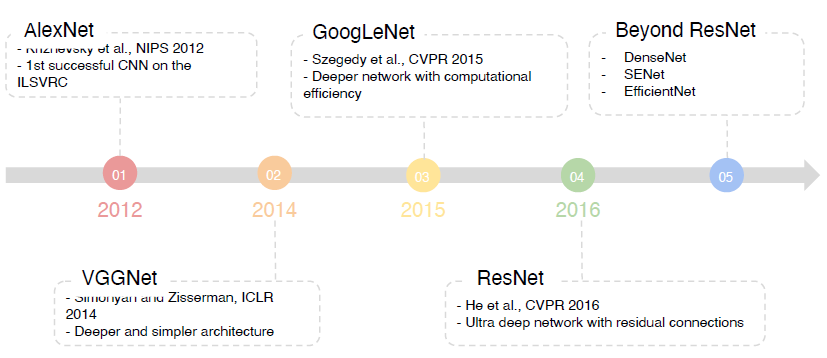 AlexNet
- Krizhevsky et al., NIPS 2012
- 1st successful CNN on the
ILSVRC
GoogLeNet
- Szegedy et al., CVPR 2015
- Deeper network with computational
efficiency
Beyond ResNet
- DenseNet
- SENet
- EfficientNet
01
02
03
04
05
2012
2014
2015
2016
VGGNet
- Simonyan and Zisserman, ICLR
2014
- Deeper and simpler architecture
ResNet
- He et al., CVPR 2016
- Ultra deep network with residual connections